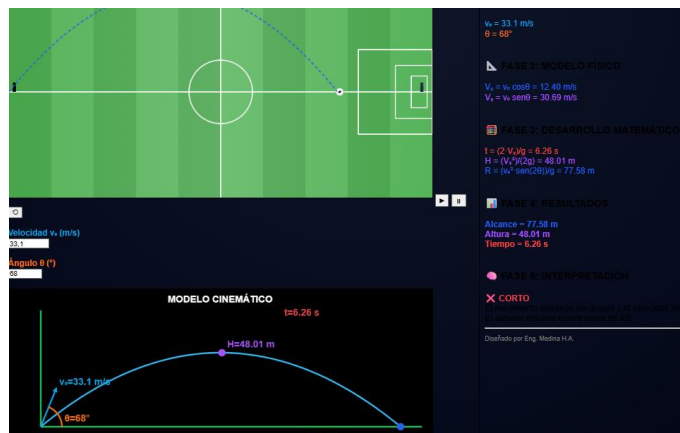 v₀ = 33.1 m/s
θ = 68°
FASE 2: MODELO FÍSICO
Vₓ = v₀ cosθ = 12.40 m/s
Vᵧ = v₀ senθ = 30.69 m/s
FASE 3: DESARROLLO MATEMÁTICO
t = (2·Vᵧ)/g = 6.26 s
H = (Vᵧ²)/(2g) = 48.01 m
R = (v₀²·sen(2θ))/g = 77.58 m
FASE 4: RESULTADOS
Alcance = 77.58 m
Altura = 48.01 m
Tiempo = 6.26 s
FASE 5: INTERPRETACIÓN
❌ CORTO
Diseñado por Eng. Medina H.A.
Velocidad v₀ (m/s)
33,1
Ángulo θ (°)
68
MODELO CINEMÁTICO
t=6.26 s
H=48.01 m
v₀=33.1 m/s
θ=68°